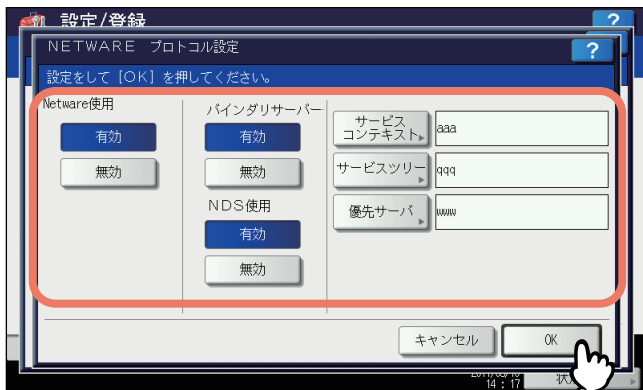 設定/登録
?
NETWARE プロトコル設定
?
設定をして [OK] を押してください。
Netware使用
有効
無効
バインダリサーバー
有効
無効
NDS使用
有効
無効
サービス
コンテキスト
aaa
サービスツリー
qqq
優先サーバ
www
キャンセル
OK
14 : 17